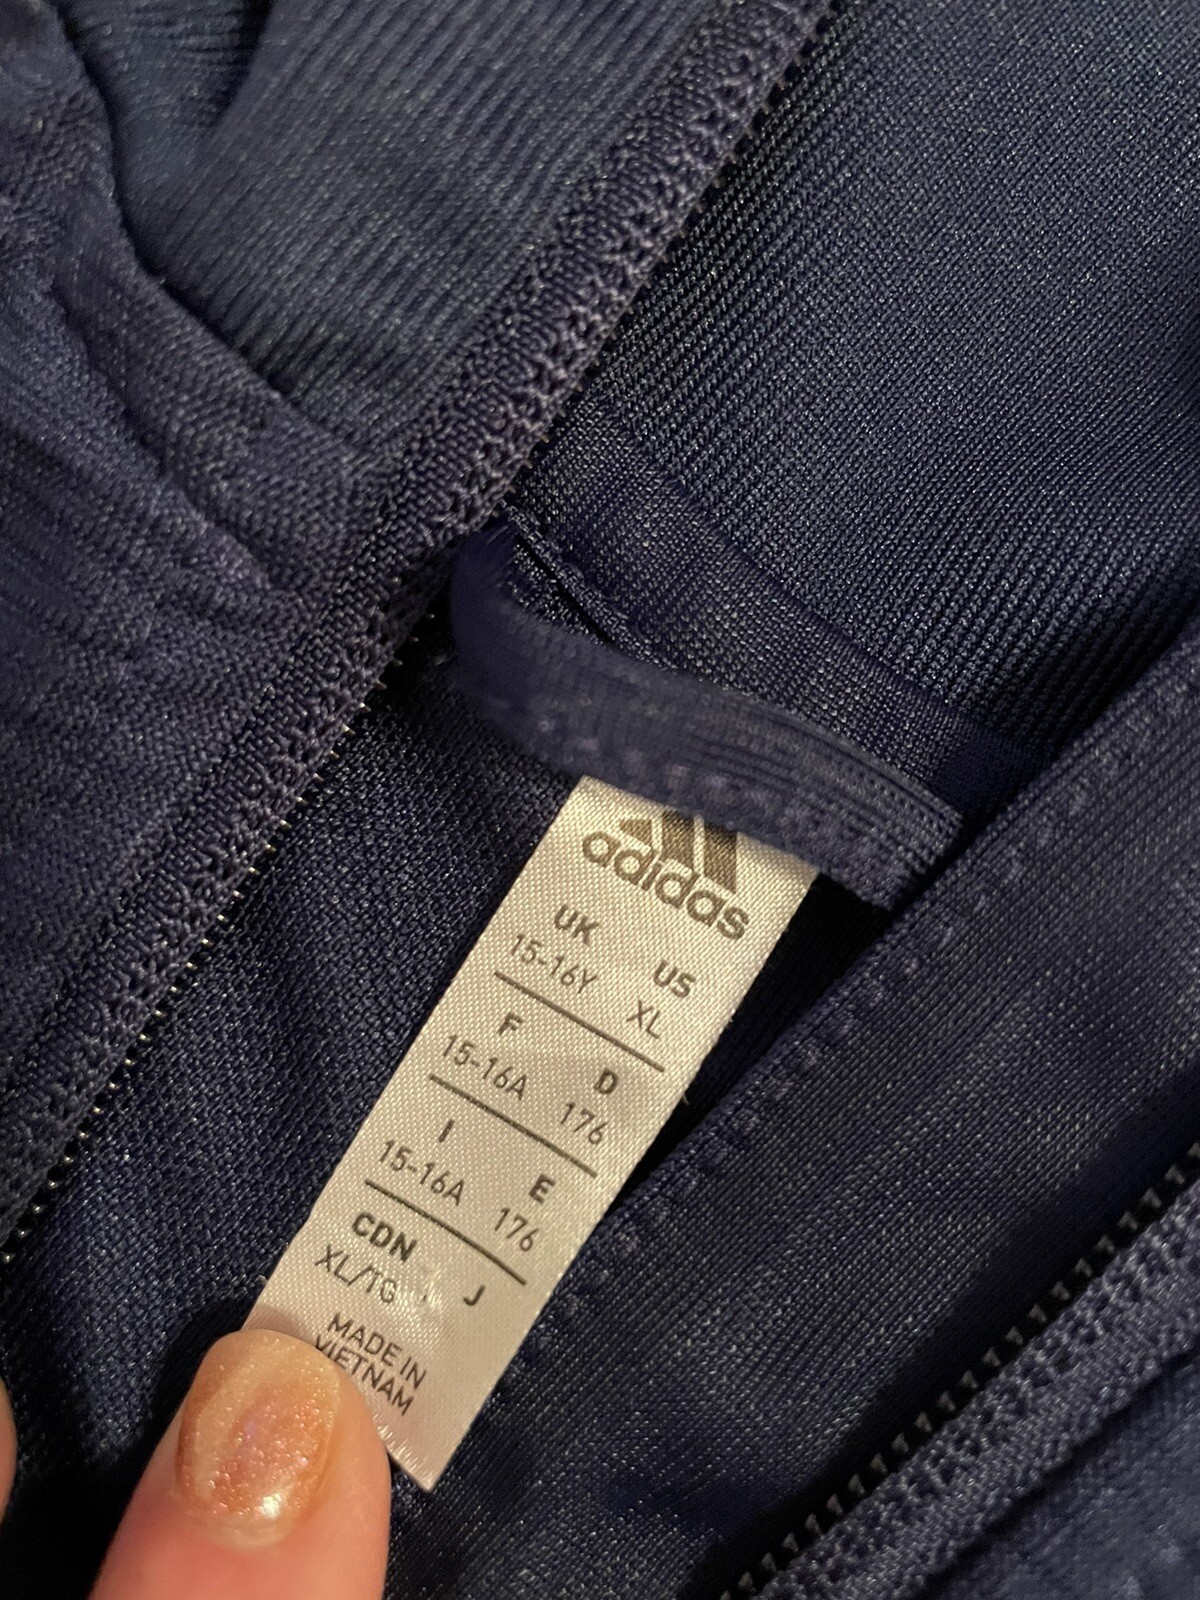 adidas
UK US
15-16Y XL
F D
15-16A 176
I E
15-16A 176
CDN J
XL/TG
MADE IN
VIETNAM